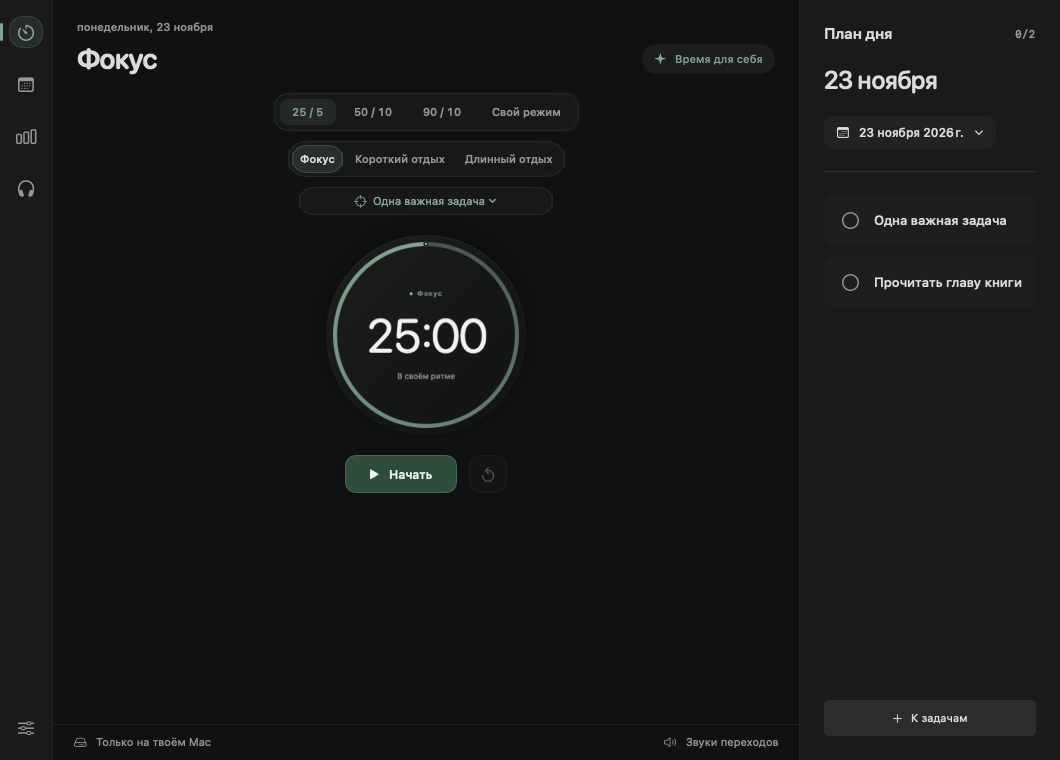 понедельник, 23 ноября
Фокус
Время для себя
25 / 5
50 / 10
90 / 10
Свой режим
Фокус
Короткий отдых
Длинный отдых
Одна важная задача
Фокус
25:00
В своём ритме
Начать
Только на твоём Mac
Звуки переходов
План дня
0/2
23 ноября
23 ноября 2026 г.
Одна важная задача
Прочитать главу книги
К задачам